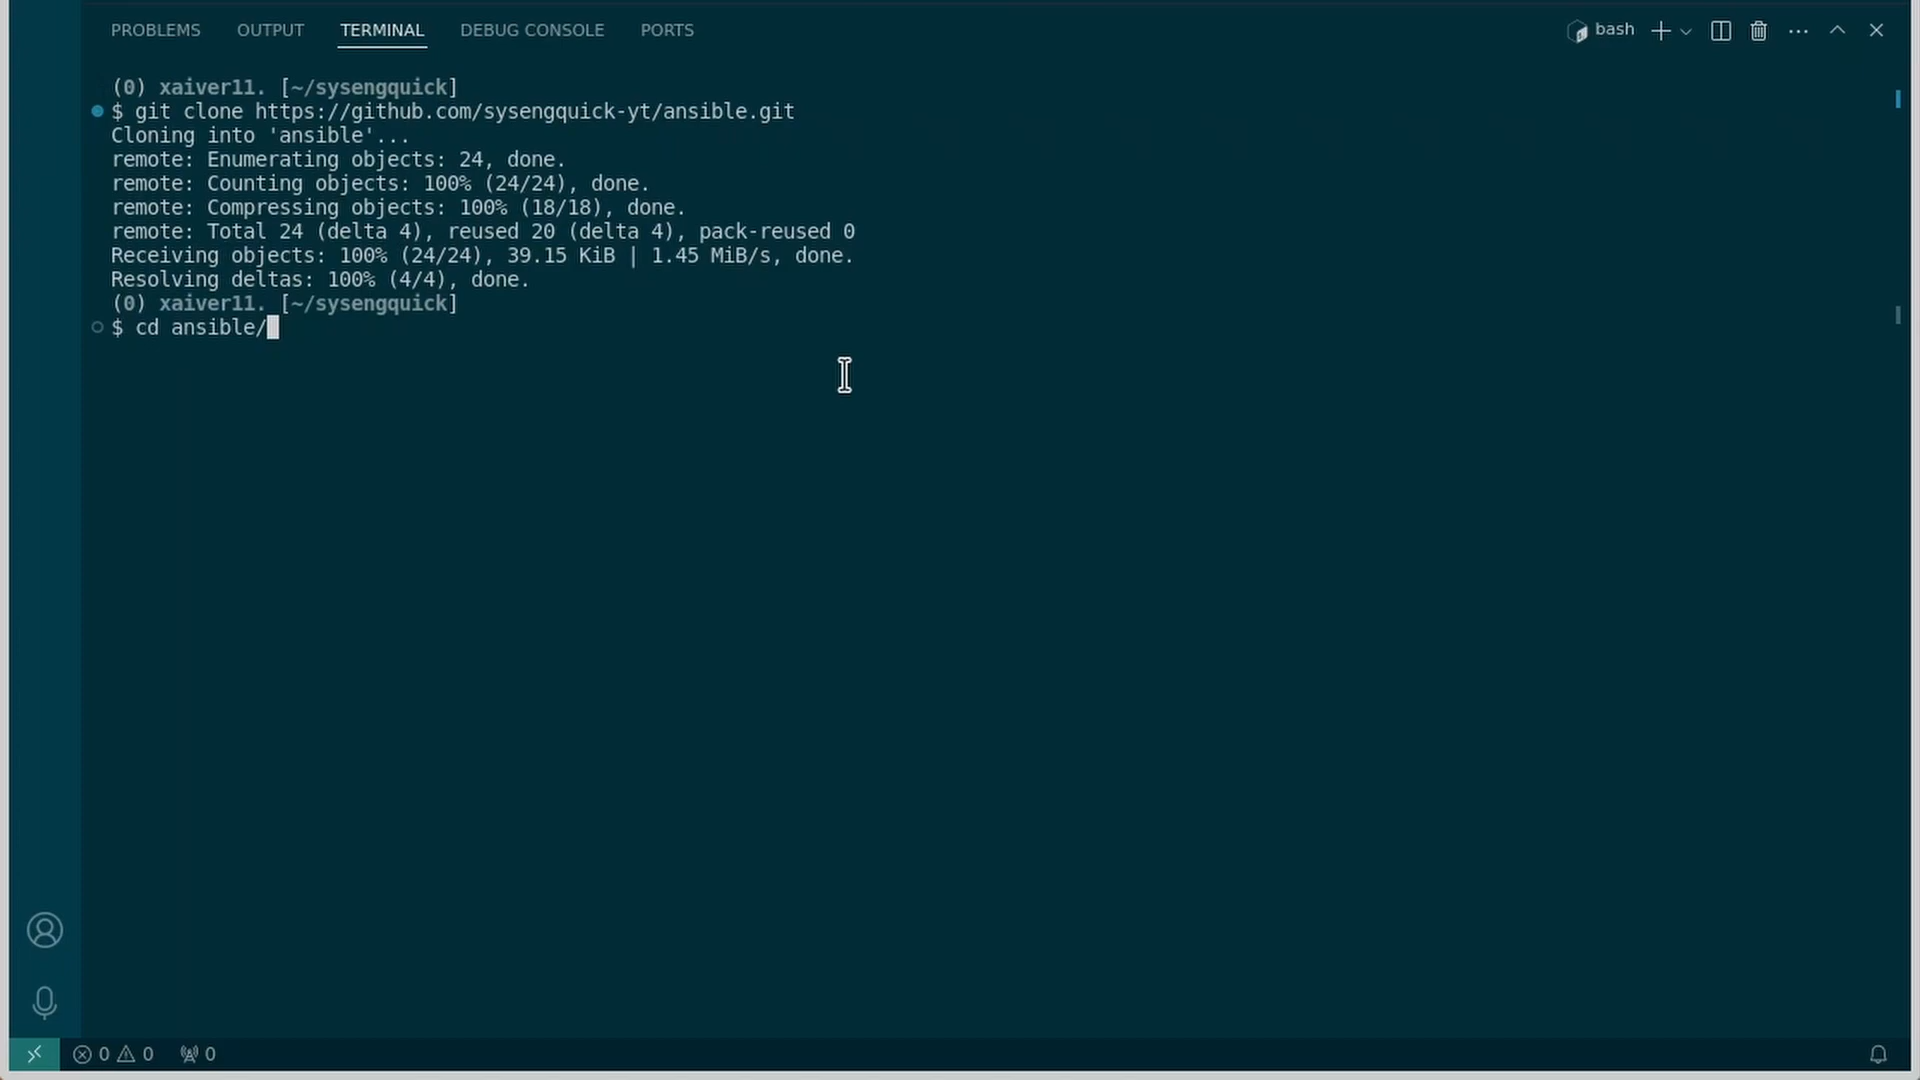 PROBLEMS OUTPUT TERMINAL DEBUG CONSOLE PORTS bash
(0) xaiver11. [~/sysengquick]
$ git clone https://github.com/sysengquick-yt/ansible.git
Cloning into 'ansible'...
remote: Enumerating objects: 24, done.
remote: Counting objects: 100% (24/24), done.
remote: Compressing objects: 100% (18/18), done.
remote: Total 24 (delta 4), reused 20 (delta 4), pack-reused 0
Receiving objects: 100% (24/24), 39.15 KiB | 1.45 MiB/s, done.
Resolving deltas: 100% (4/4), done.
(0) xaiver11. [~/sysengquick]
$ cd ansible/
0 0 0